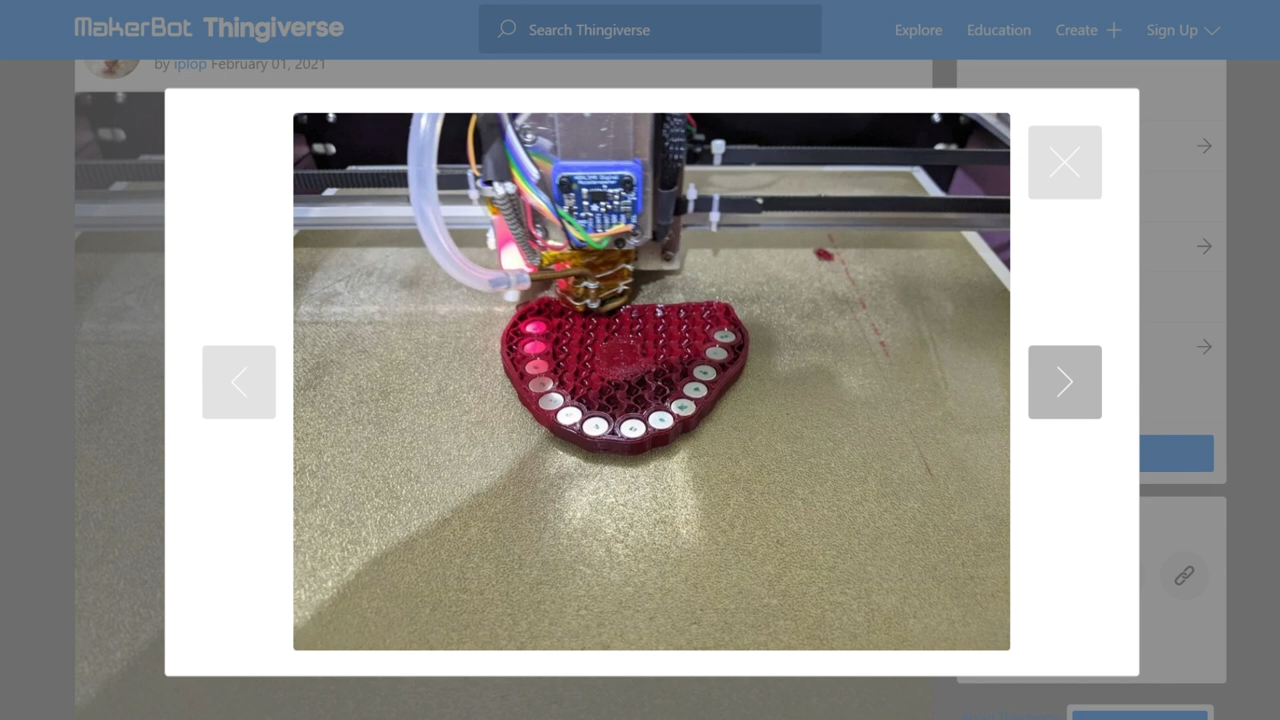 MakerBot Thingiverse
Search Thingiverse
Explore
Education
Create
Sign Up
by iplop February 01, 2021